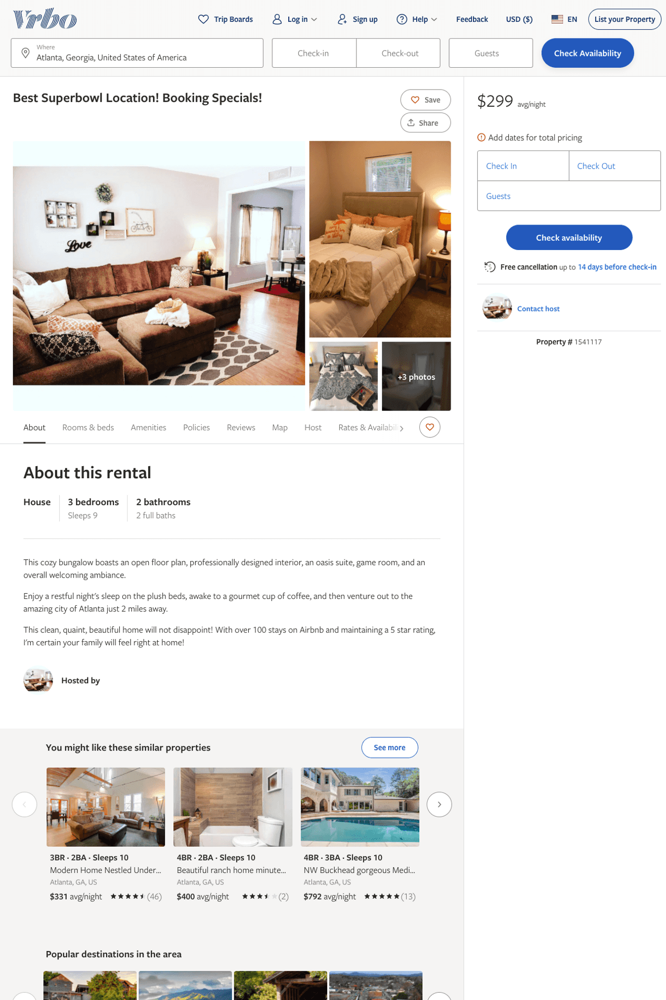 Vrbo
Trip Boards
Log in
Sign up
Help
Feedback
USD ($)
EN
List your Property
Where
Atlanta, Georgia, United States of America
Check-in
Check-out
Guests
Check Availability
Best Superbowl Location! Booking Specials!
Save
Share
Love
+3 photos
$299 avg/night
Add dates for total pricing
Check In
Check Out
Guests
Check availability
Free cancellation up to 14 days before check-in
Contact host
Property # 1541117
About
Rooms & beds
Amenities
Policies
Reviews
Map
Host
Rates & Availabili
About this rental
House
3 bedrooms
Sleeps 9
2 bathrooms
2 full baths
This cozy bungalow boasts an open floor plan, professionally designed interior, an oasis suite, game room, and an
overall welcoming ambiance.
Enjoy a restful night's sleep on the plush beds, awake to a gourmet cup of coffee, and then venture out to the
amazing city of Atlanta just 2 miles away.
This clean, quaint, beautiful home will not disappoint! With over 100 stays on Airbnb and maintaining a 5 star rating,
I'm certain your family will feel right at home!
Hosted by
You might like these similar properties
See more
3BR · 2BA · Sleeps 10
Modern Home Nestled Under...
Atlanta, GA, US
$331 avg/night
(46)
4BR · 2BA · Sleeps 10
Beautiful ranch home minute...
Atlanta, GA, US
$400 avg/night
(2)
4BR · 3BA · Sleeps 10
NW Buckhead gorgeous Medi...
Atlanta, GA, US
$792 avg/night
(13)
Popular destinations in the area